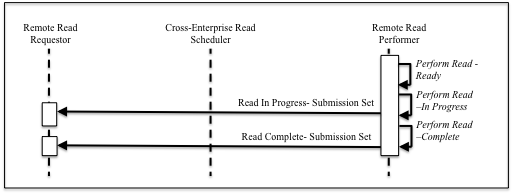 Remote Read
Requestor
Cross-Enterprise Read
Scheduler
Remote Read
Performer
Perform Read -
Ready
Read In Progress- Submission Set
Perform Read
–In Progress
Read Complete- Submission Set
Perform Read
–Complete